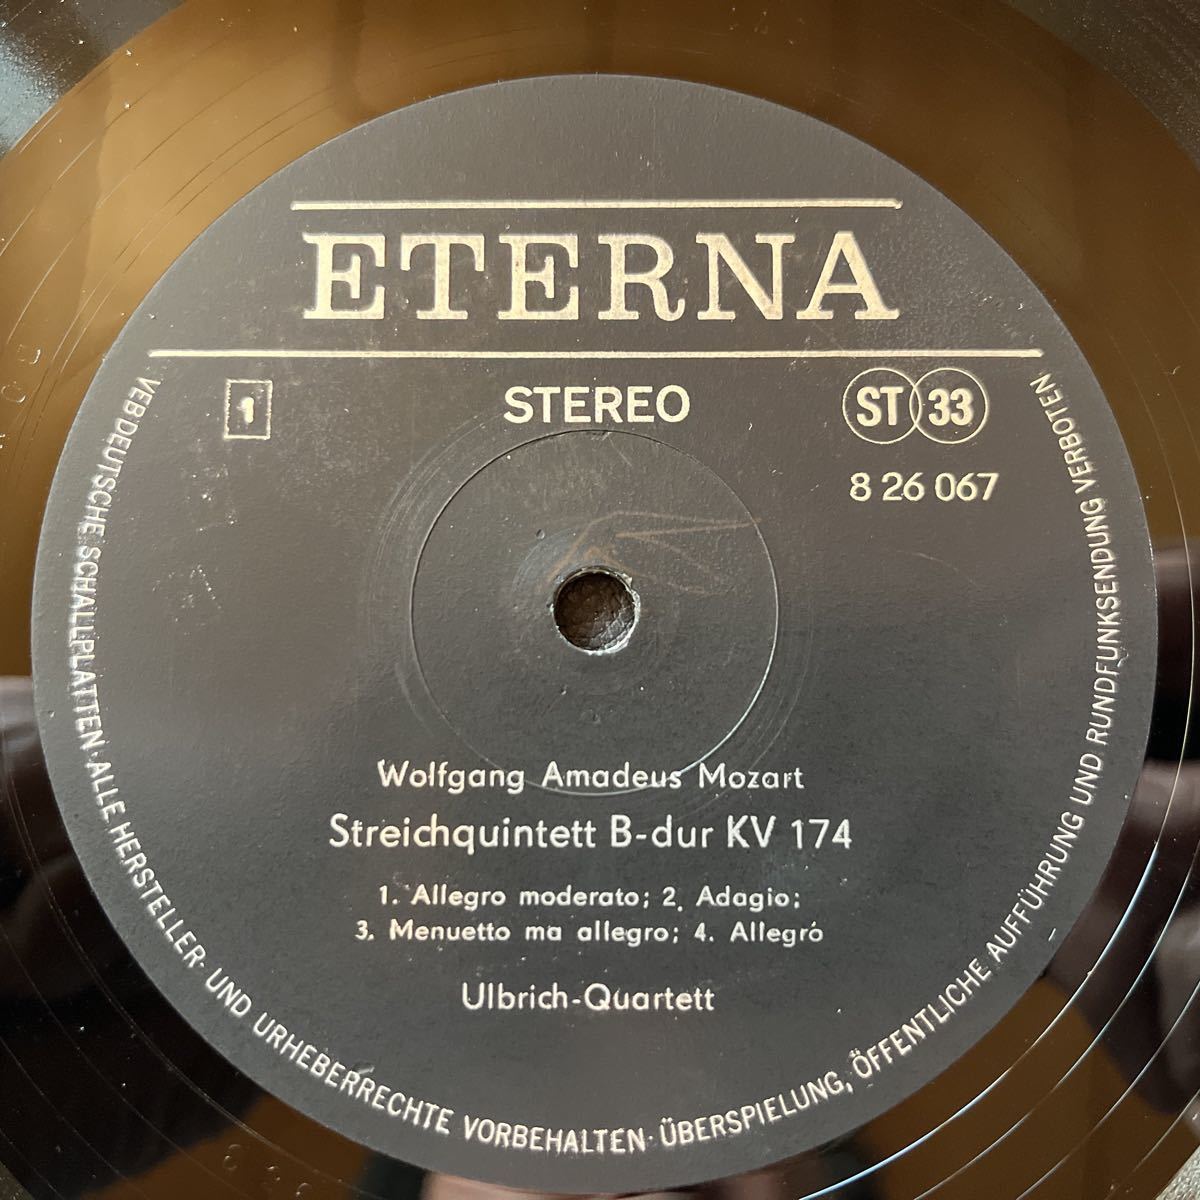 ETERNA
1
STEREO
ST 33
8 26 067
Wolfgang Amadeus Mozart
Streichquintett B-dur KV 174
1. Allegro moderato; 2. Adagio;
3. Menuetto ma allegro; 4. Allegro
Ulbrich-Quartett
VEB DEUTSCHE SCHALLPLATTEN · ALLE HERSTELLER- UND URHEBERRECHTE VORBEHALTEN · ÜBERSPIELUNG, ÖFFENTLICHE AUFFÜHRUNG UND RUNDFUNKSENDUNG VERBOTEN